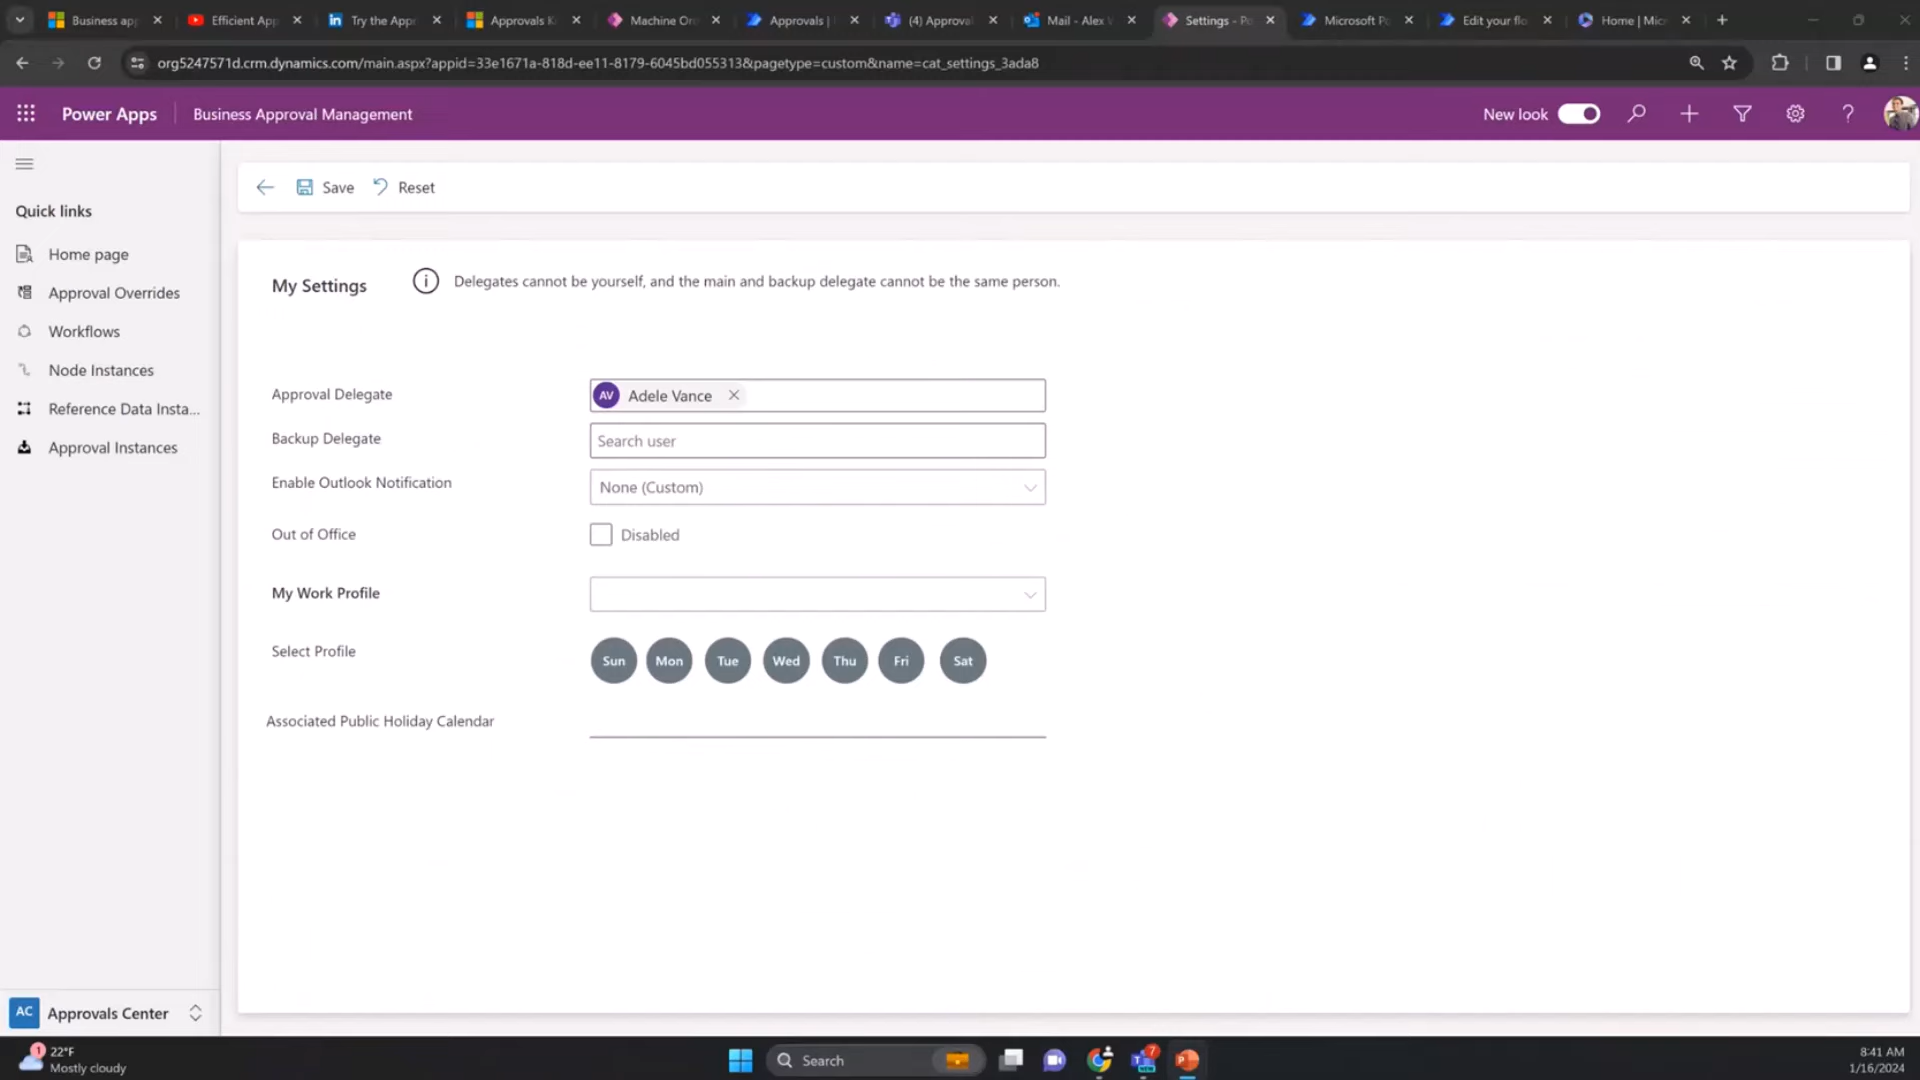 Business app
Efficient App
Try the Appr
Approvals K
Machine Ord
Approvals |
(4) Approval
Mail - Alex
Settings - Po
Microsoft Po
Edit your flo
Home | Mic
org5247571d.crm.dynamics.com/main.aspx?appid=33e1671a-818d-ee11-8179-6045bd055313&pagetype=custom&name=cat_settings_3ada8
Power Apps
Business Approval Management
New look
Save
Reset
Quick links
Home page
Approval Overrides
Workflows
Node Instances
Reference Data Insta...
Approval Instances
My Settings
Delegates cannot be yourself, and the main and backup delegate cannot be the same person.
Approval Delegate
AV Adele Vance
Backup Delegate
Search user
Enable Outlook Notification
None (Custom)
Out of Office
Disabled
My Work Profile
Select Profile
Sun Mon Tue Wed Thu Fri Sat
Associated Public Holiday Calendar
AC Approvals Center
1
22°F
Mostly cloudy
Search
7
8:41 AM
1/16/2024